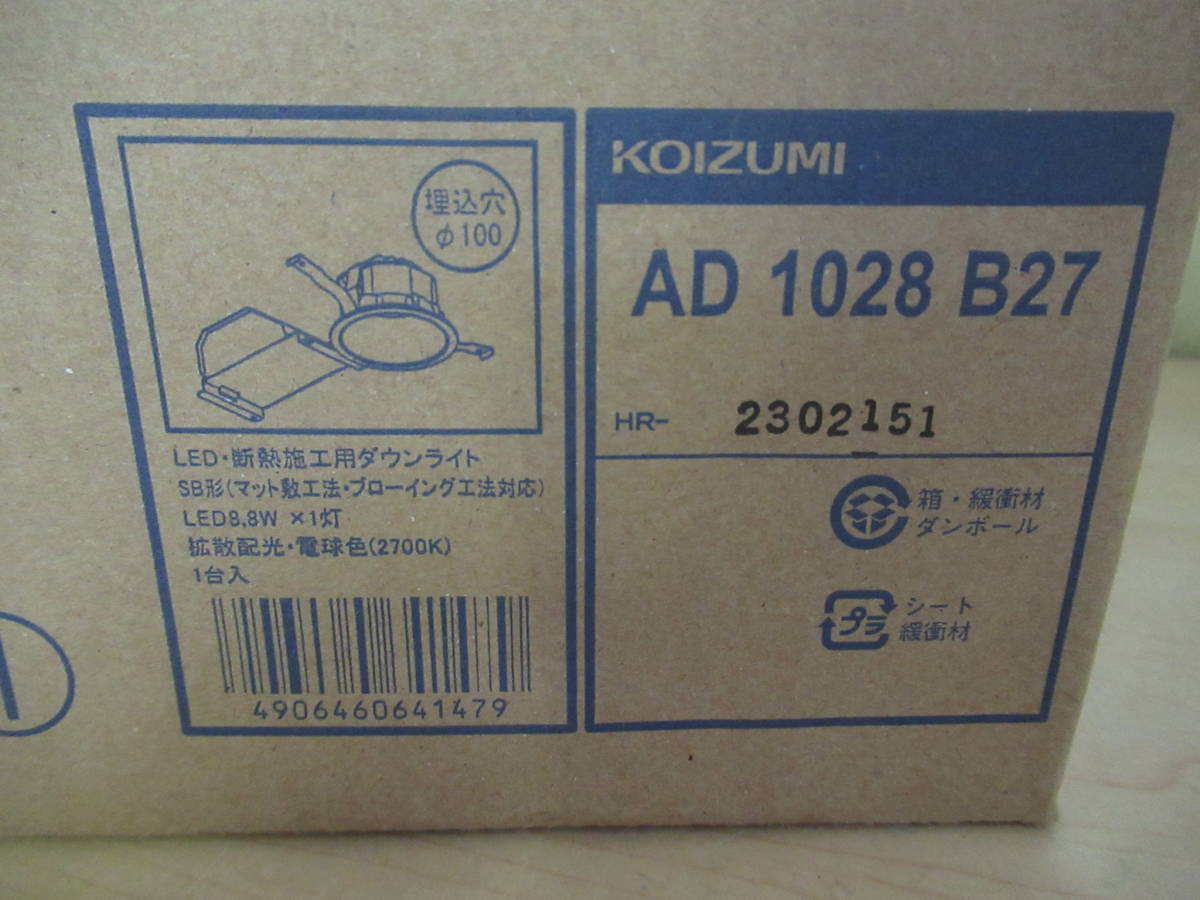 埋込穴
φ100
LED・断熱施工用ダウンライト
SB形(マット敷工法・ブローイング工法対応)
LED8.8W ×1灯
拡散配光・電球色(2700K)
1台入
4906460641479
KOIZUMI
AD 1028 B27
HR- 2302151
箱・緩衝材
ダンボール
プラ
シート
緩衝材